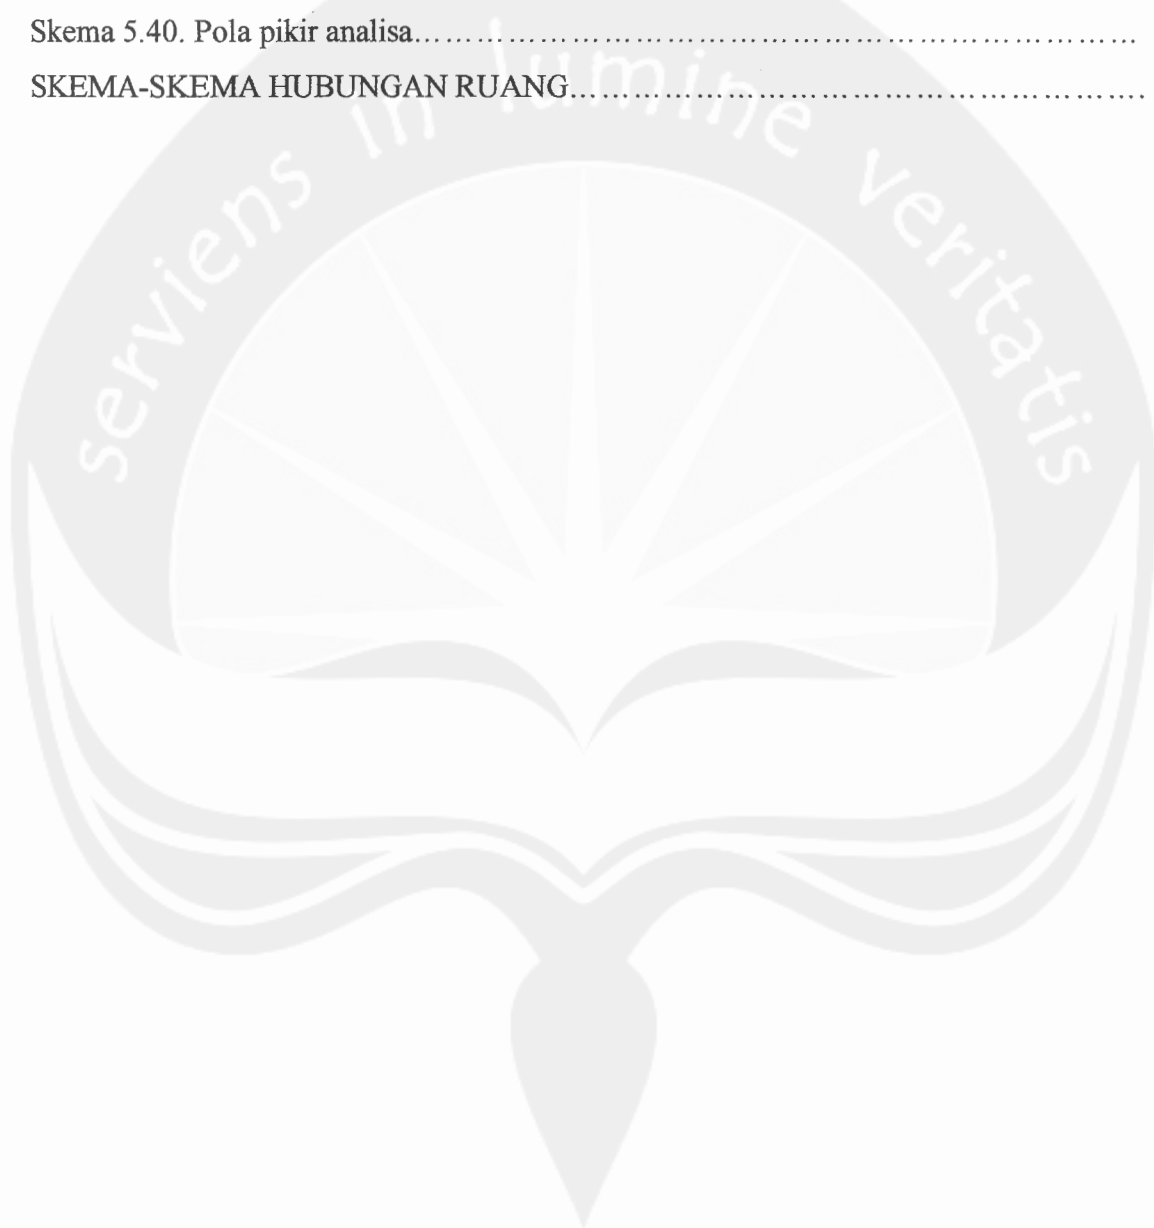 Skema 5.40. Pola pikir analisa……………………………………………………………
SKEMA-SKEMA HUBUNGAN RUANG……………………………………………….
serviens in lumine veritatis